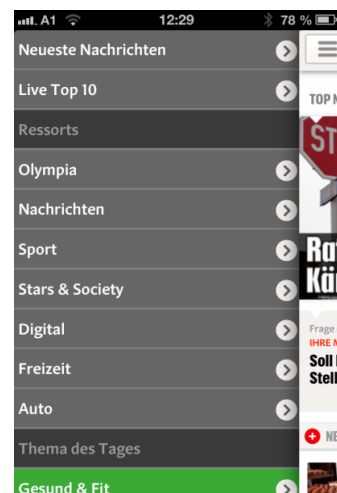 A1 12:29 78 %
Neueste Nachrichten
Live Top 10
TOP
Ressorts
Olympia
Nachrichten
Sport
Stars & Society
Digital
Frage
IHRE
Freizeit
Soll
Stell
Auto
Thema des Tages
NE
Gesund & Fit